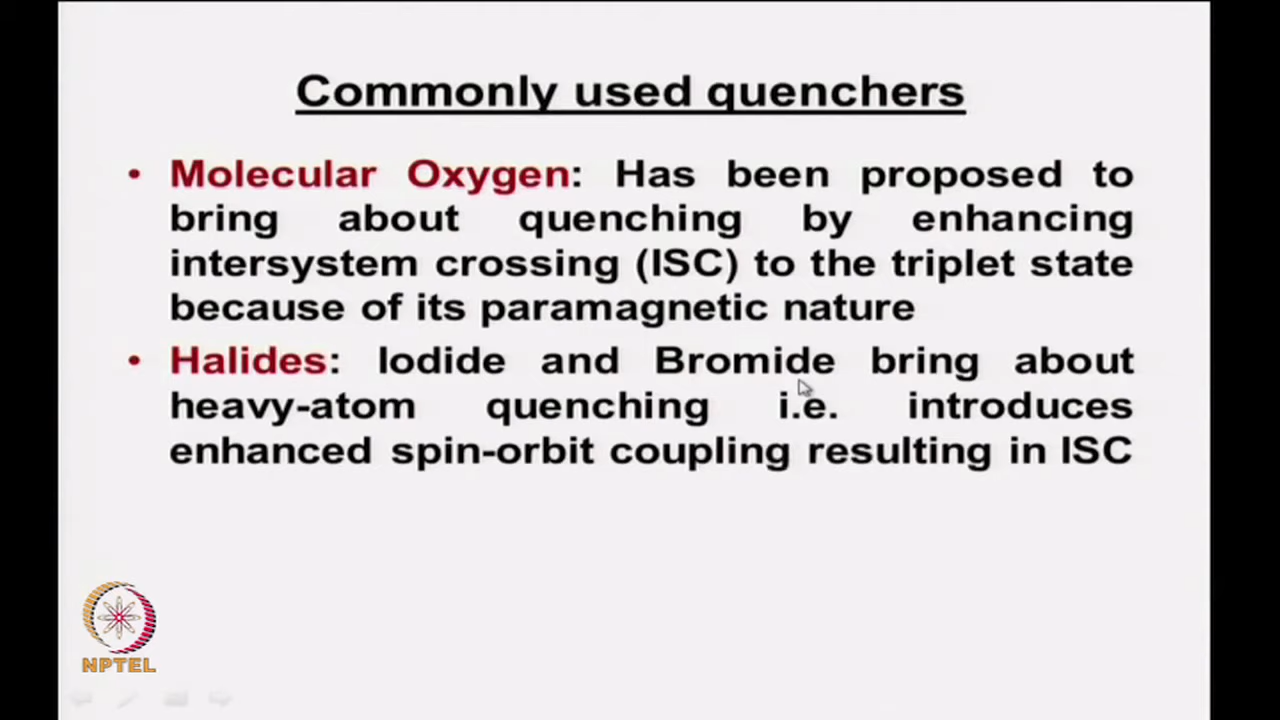 Commonly used quenchers
• Molecular Oxygen: Has been proposed to
bring about quenching by enhancing
intersystem crossing (ISC) to the triplet state
because of its paramagnetic nature
• Halides: Iodide and Bromide bring about
heavy-atom quenching i.e. introduces
enhanced spin-orbit coupling resulting in ISC
NPTEL